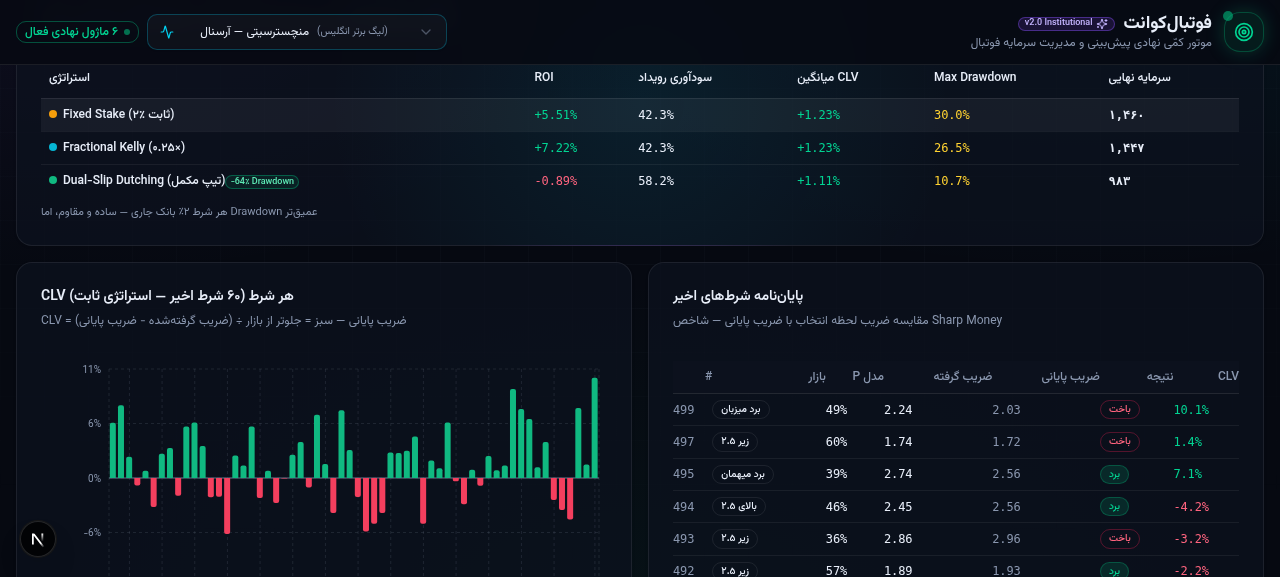 فوتبال‌کوانت
v2.0 Institutional
موتور کمّی نهادی پیش‌بینی و مدیریت سرمایه فوتبال
منچسترسیتی — آرسنال (لیگ برتر انگلیس)
۶ ماژول نهادی فعال
استراتژی ROI سودآوری رویداد میانگین CLV Max Drawdown سرمایه نهایی
Fixed Stake (ثابت ۲٪) +5.51% 42.3% +1.23% 30.0% ۱,۴۶۰
Fractional Kelly (۰.۲۵×) +7.22% 42.3% +1.23% 26.5% ۱,۴۴۷
Dual-Slip Dutching (تیپ مکمل) -64٪ Drawdown -0.89% 58.2% +1.11% 10.7% ۹۸۳
هر شرط ۲٪ بانک جاری — ساده و مقاوم، اما Drawdown عمیق‌تر
CLV هر شرط (۶۰ شرط اخیر — استراتژی ثابت)
CLV = (ضریب گرفته‌شده - ضریب پایانی) ÷ ضریب پایانی — سبز = جلوتر از بازار
11%
6%
0%
-6%
پایان‌نامه شرط‌های اخیر
مقایسه ضریب لحظه انتخاب با ضریب پایانی — شاخص Sharp Money
# بازار P مدل ضریب گرفته ضریب پایانی نتیجه CLV
499 برد میزبان 49% 2.24 2.03 باخت 10.1%
497 زیر ۲.۵ 60% 1.74 1.72 باخت 1.4%
495 برد میهمان 39% 2.74 2.56 برد 7.1%
494 بالای ۲.۵ 46% 2.45 2.56 برد -4.2%
493 زیر ۲.۵ 36% 2.86 2.96 باخت -3.2%
492 زیر ۲.۵ 57% 1.89 1.93 برد -2.2%
N